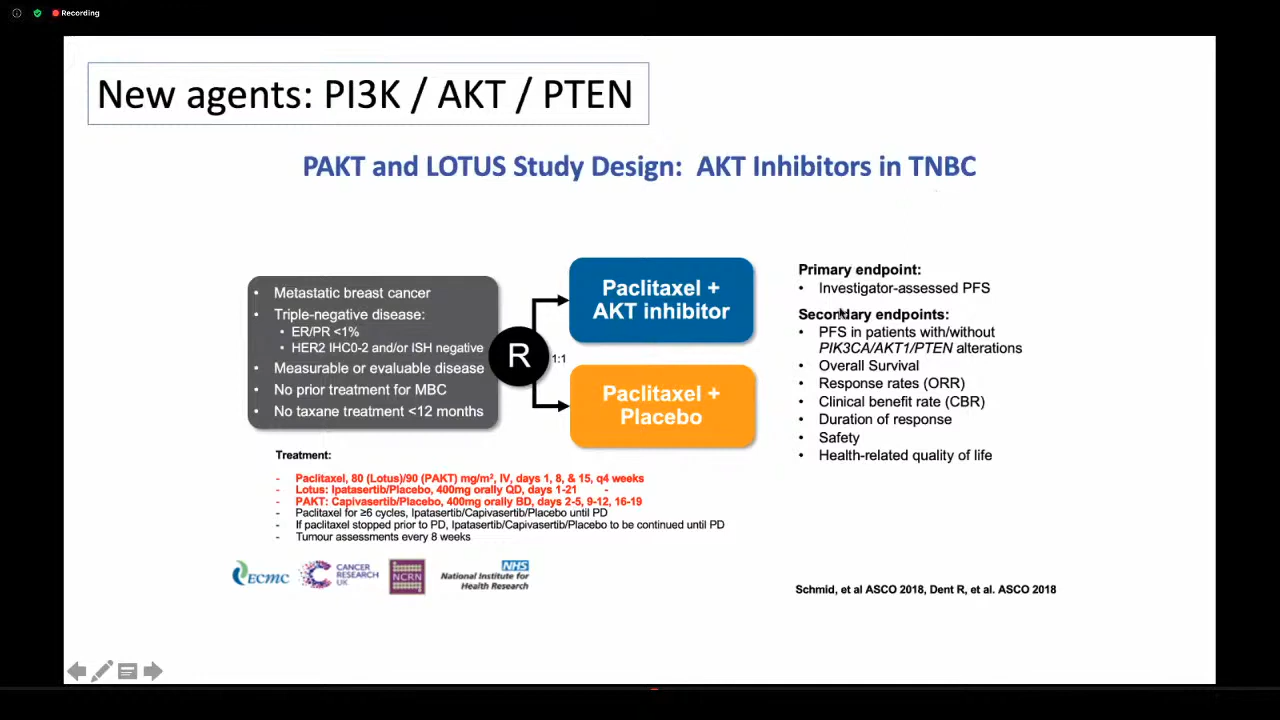 Recording
New agents: PI3K / AKT / PTEN
PAKT and LOTUS Study Design: AKT Inhibitors in TNBC
• Metastatic breast cancer
• Triple-negative disease:
• ER/PR <1%
• HER2 IHC0-2 and/or ISH negative
• Measurable or evaluable disease
• No prior treatment for MBC
• No taxane treatment <12 months
R
1:1
Paclitaxel +
AKT inhibitor
Paclitaxel +
Placebo
Primary endpoint:
• Investigator-assessed PFS
Secondary endpoints:
• PFS in patients with/without
PIK3CA/AKT1/PTEN alterations
• Overall Survival
• Response rates (ORR)
• Clinical benefit rate (CBR)
• Duration of response
• Safety
• Health-related quality of life
Treatment:
- Paclitaxel, 80 (Lotus)/90 (PAKT) mg/m², IV, days 1, 8, & 15, q4 weeks
- Lotus: Ipatasertib/Placebo, 400mg orally QD, days 1-21 -
- PAKT: Capivasertib/Placebo, 400mg orally BD, days 2-5, 9-12, 16-19
- Paclitaxel for ≥6 cycles, Ipatasertib/Capivasertib/Placebo until PD
- If paclitaxel stopped prior to PD, Ipatasertib/Capivasertib/Placebo to be continued until PD
- Tumour assessments every 8 weeks
ECMC
CANCER
RESEARCH
UK
NCRN
NHS
National Institute for
Health Research
Schmid, et al ASCO 2018, Dent R, et al. ASCO 2018